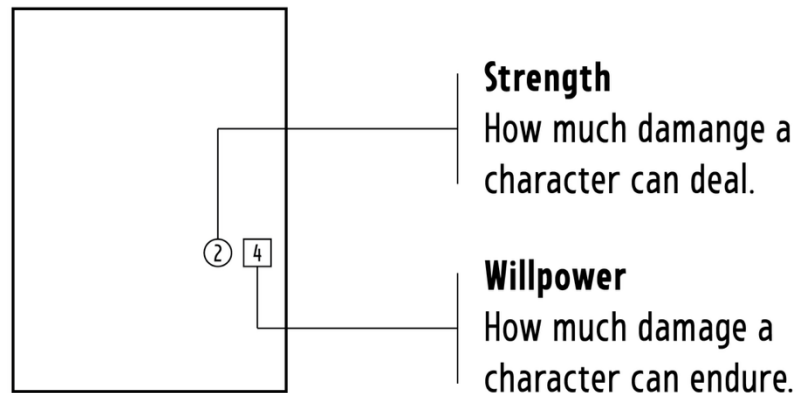 Strength
How much damange a
character can deal.
2 4
Willpower
How much damage a
character can endure.